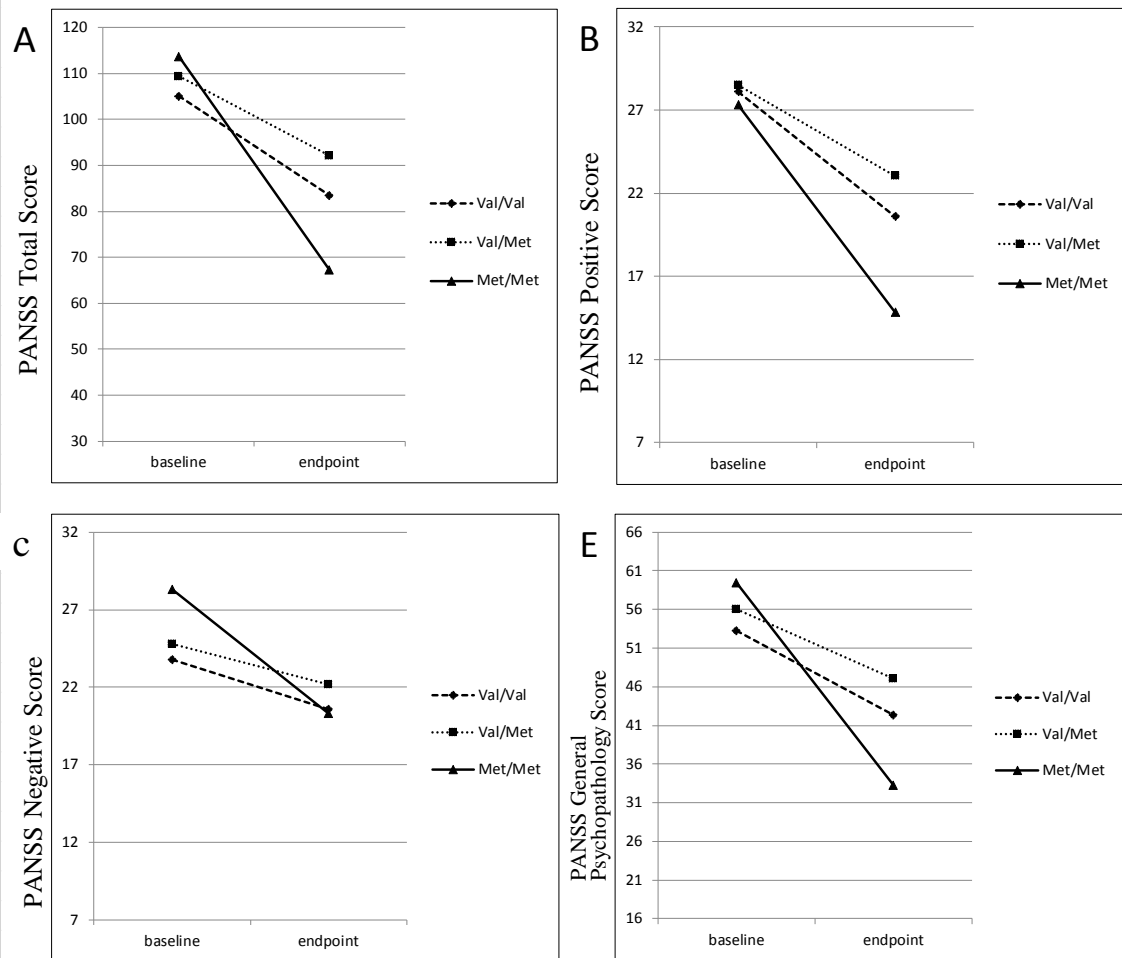 A
PANSS Total Score
120
110
100
90
80
70
60
50
40
30
baseline endpoint
Val/Val
Val/Met
Met/Met
B
PANSS Positive Score
28
27
22
17
12
7
baseline endpoint
Val/Val
Val/Met
Met/Met
c
PANSS Negative Score
32
27
22
17
12
7
baseline endpoint
Val/Val
Val/Met
Met/Met
E
PANSS General
Psychopathology Score
66
61
56
51
46
41
36
31
26
21
16
baseline endpoint
Val/Val
Val/Met
Met/Met